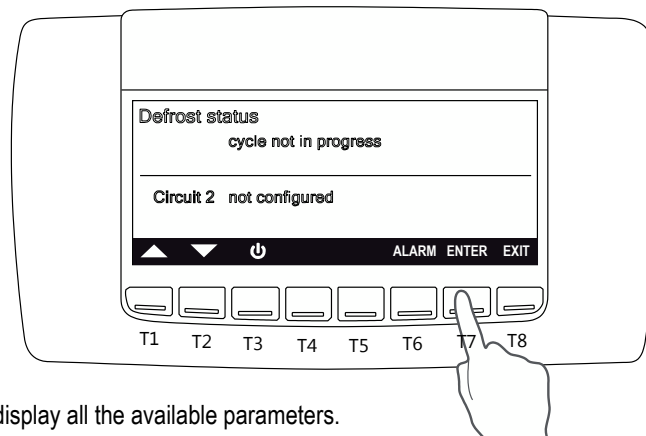 Defrost status
cycle not in progress
Circuit 2 not configured
ALARM ENTER EXIT
T1 T2 T3 T4 T5 T6 T7 T8
display all the available parameters.